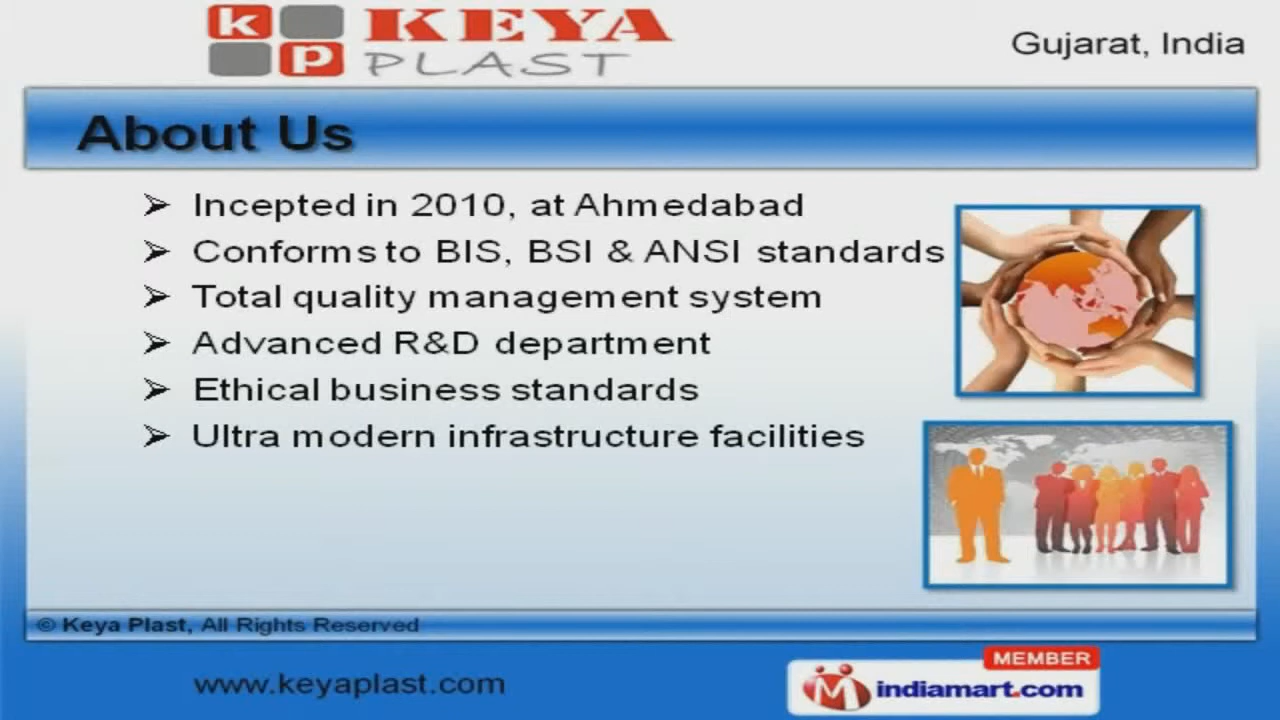 k
p
KEYA
PLAST
Gujarat, India
About Us
➢ Incepted in 2010, at Ahmedabad
➢ Conforms to BIS, BSI & ANSI standards
➢ Total quality management system
➢ Advanced R&D department
➢ Ethical business standards
➢ Ultra modern infrastructure facilities
© Keya Plast, All Rights Reserved
www.keyaplast.com
MEMBER
indiamart.com